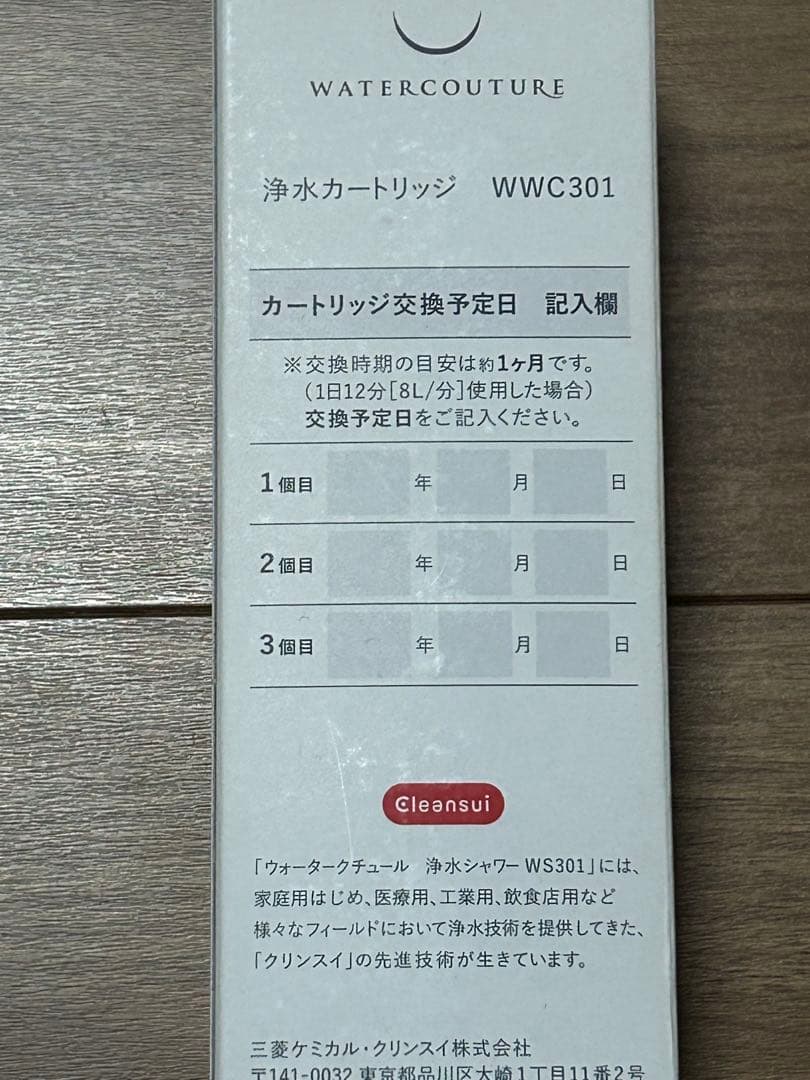 WATERCOUTURE
浄水カートリッジ　WWC301
カートリッジ交換予定日　記入欄
※交換時期の目安は約1ヶ月です。
（1日12分［8L/分］使用した場合）
交換予定日をご記入ください。
1個目　年　月　日
2個目　年　月　日
3個目　年　月　日
Cleansui
「ウォータークチュール　浄水シャワー WS301」には、
家庭用はじめ、医療用、工業用、飲食店用など
様々なフィールドにおいて浄水技術を提供してきた、
「クリンスイ」の先進技術が生きています。
三菱ケミカル・クリンスイ株式会社
〒141-0032 東京都品川区大崎1丁目11番2号